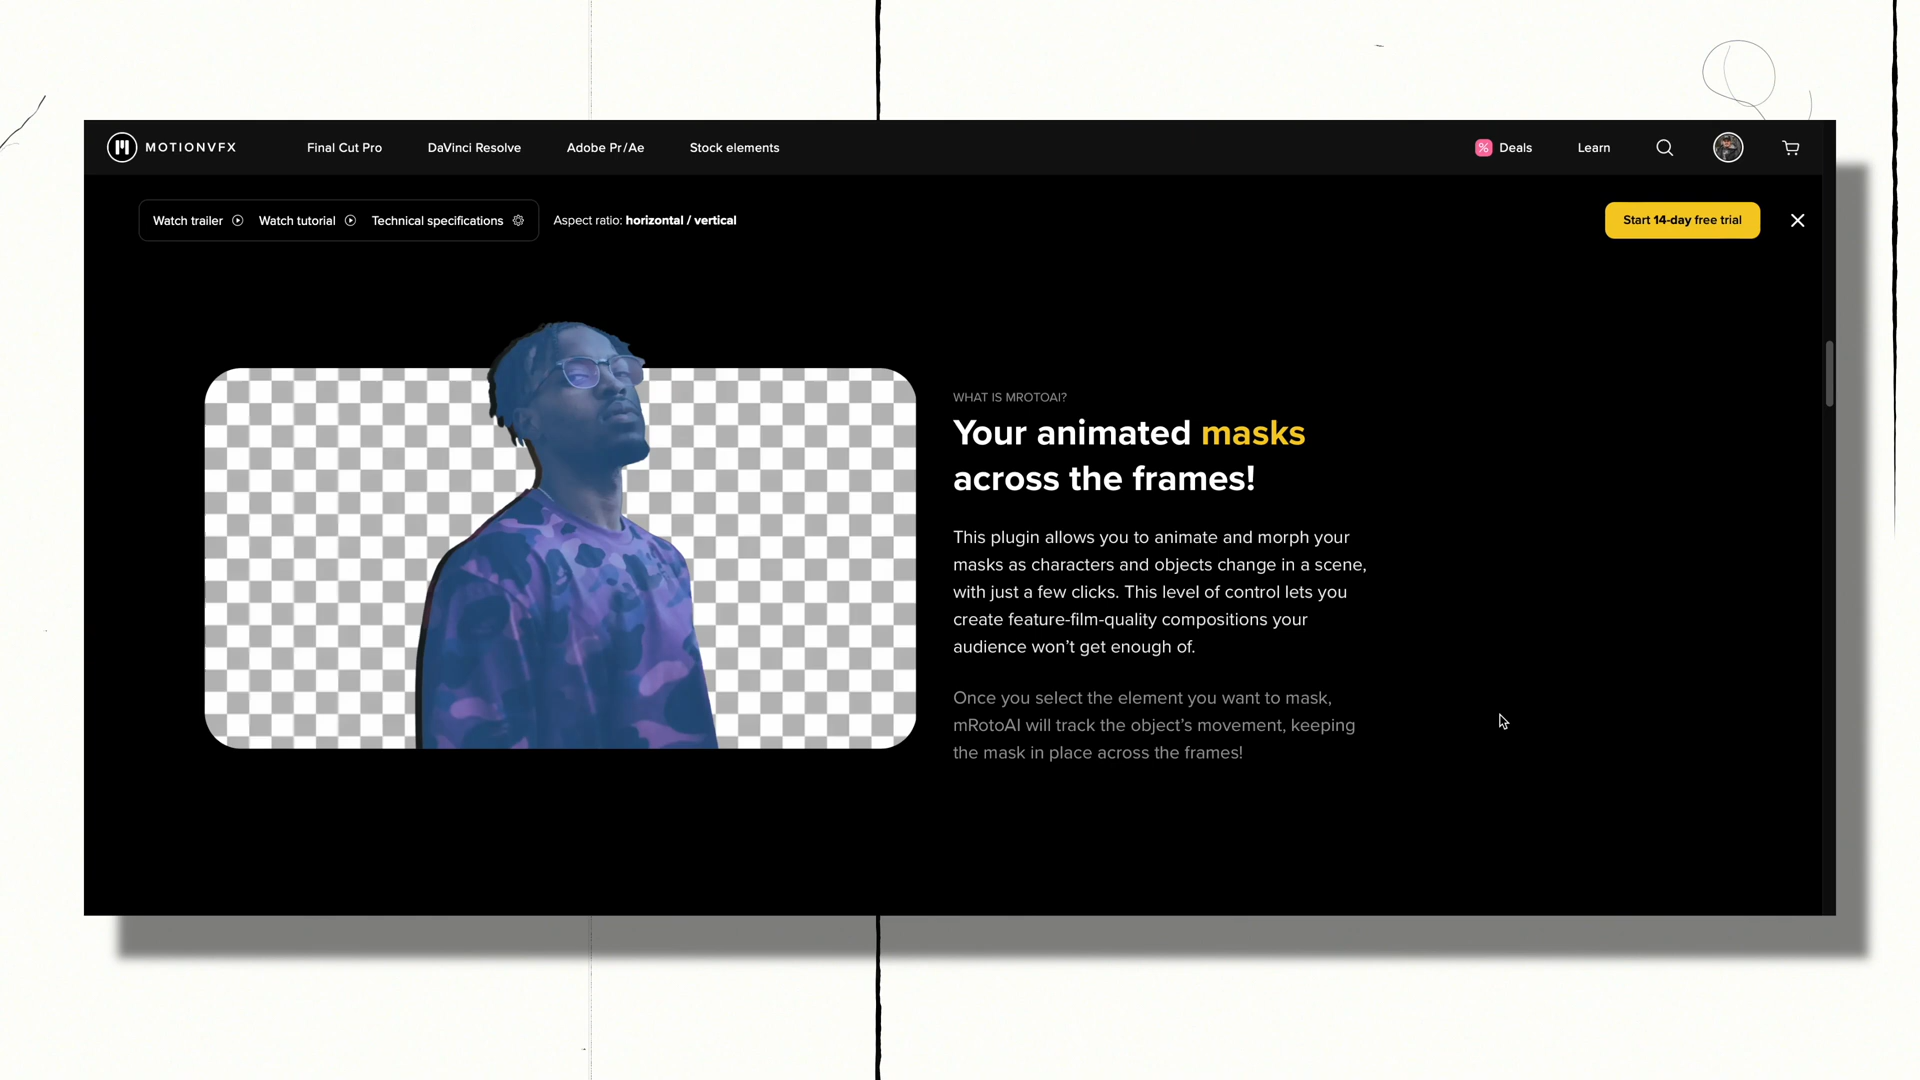 MOTIONVFX
Final Cut Pro
DaVinci Resolve
Adobe Pr/Ae
Stock elements
% Deals
Learn
Watch trailer
Watch tutorial
Technical specifications
Aspect ratio: horizontal / vertical
Start 14-day free trial
WHAT IS MROTOAI?
Your animated masks
across the frames!
This plugin allows you to animate and morph your
masks as characters and objects change in a scene,
with just a few clicks. This level of control lets you
create feature-film-quality compositions your
audience won’t get enough of.
Once you select the element you want to mask,
mRotoAI will track the object’s movement, keeping
the mask in place across the frames!